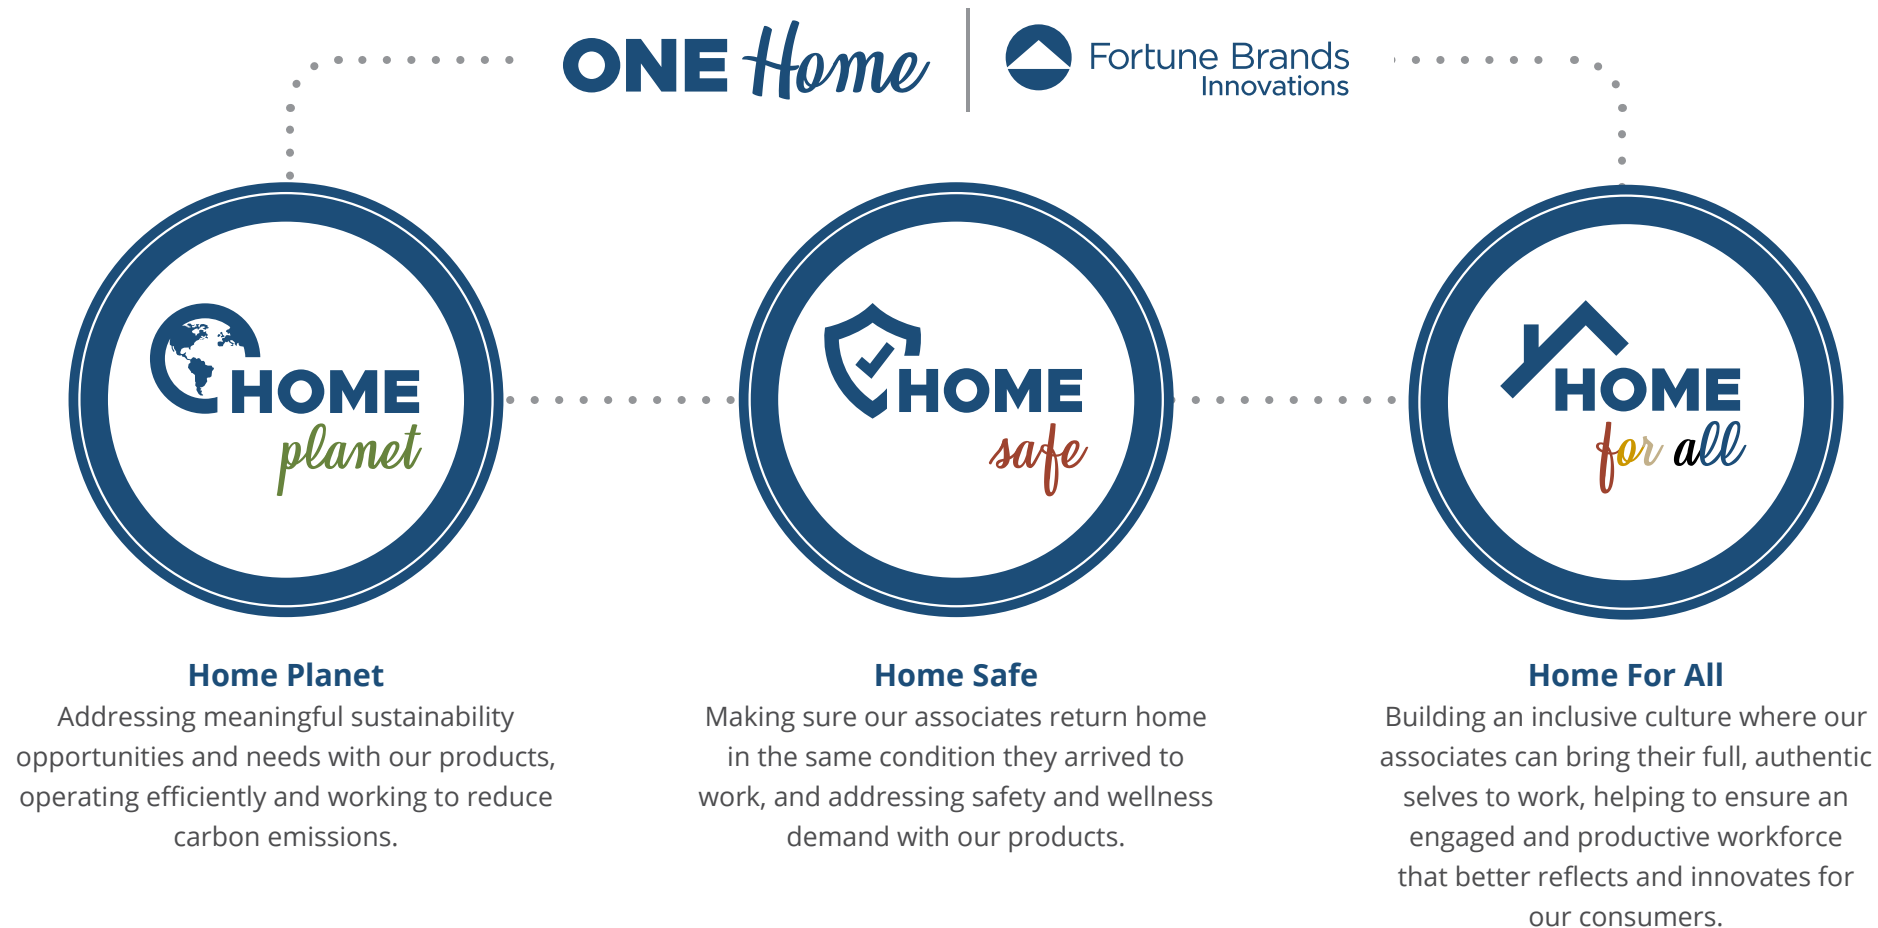 ONE Home
Fortune Brands
Innovations
HOME
planet
HOME
safe
HOME
for all
Home Planet
Addressing meaningful sustainability
opportunities and needs with our products,
operating efficiently and working to reduce
carbon emissions.
Home Safe
Making sure our associates return home
in the same condition they arrived to
work, and addressing safety and wellness
demand with our products.
Home For All
Building an inclusive culture where our
associates can bring their full, authentic
selves to work, helping to ensure an
engaged and productive workforce
that better reflects and innovates for
our consumers.